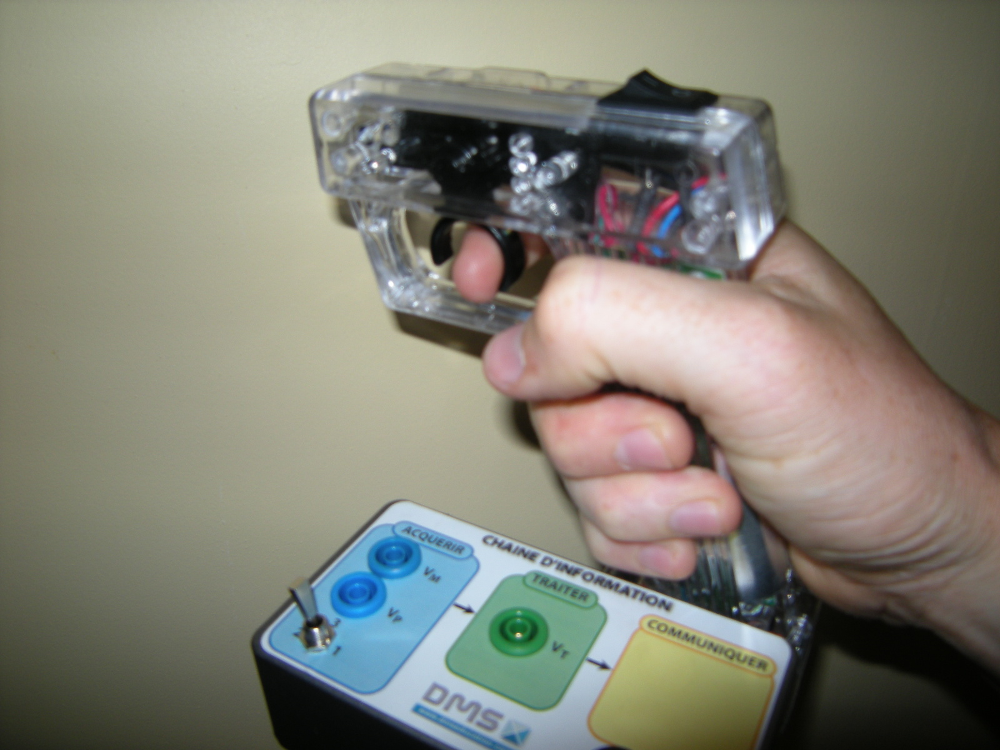 CHAINE D'INFORMATION
ACQUERIR
VM
VP
3
1
TRAITER
VT
COMMUNIQUER
DMS